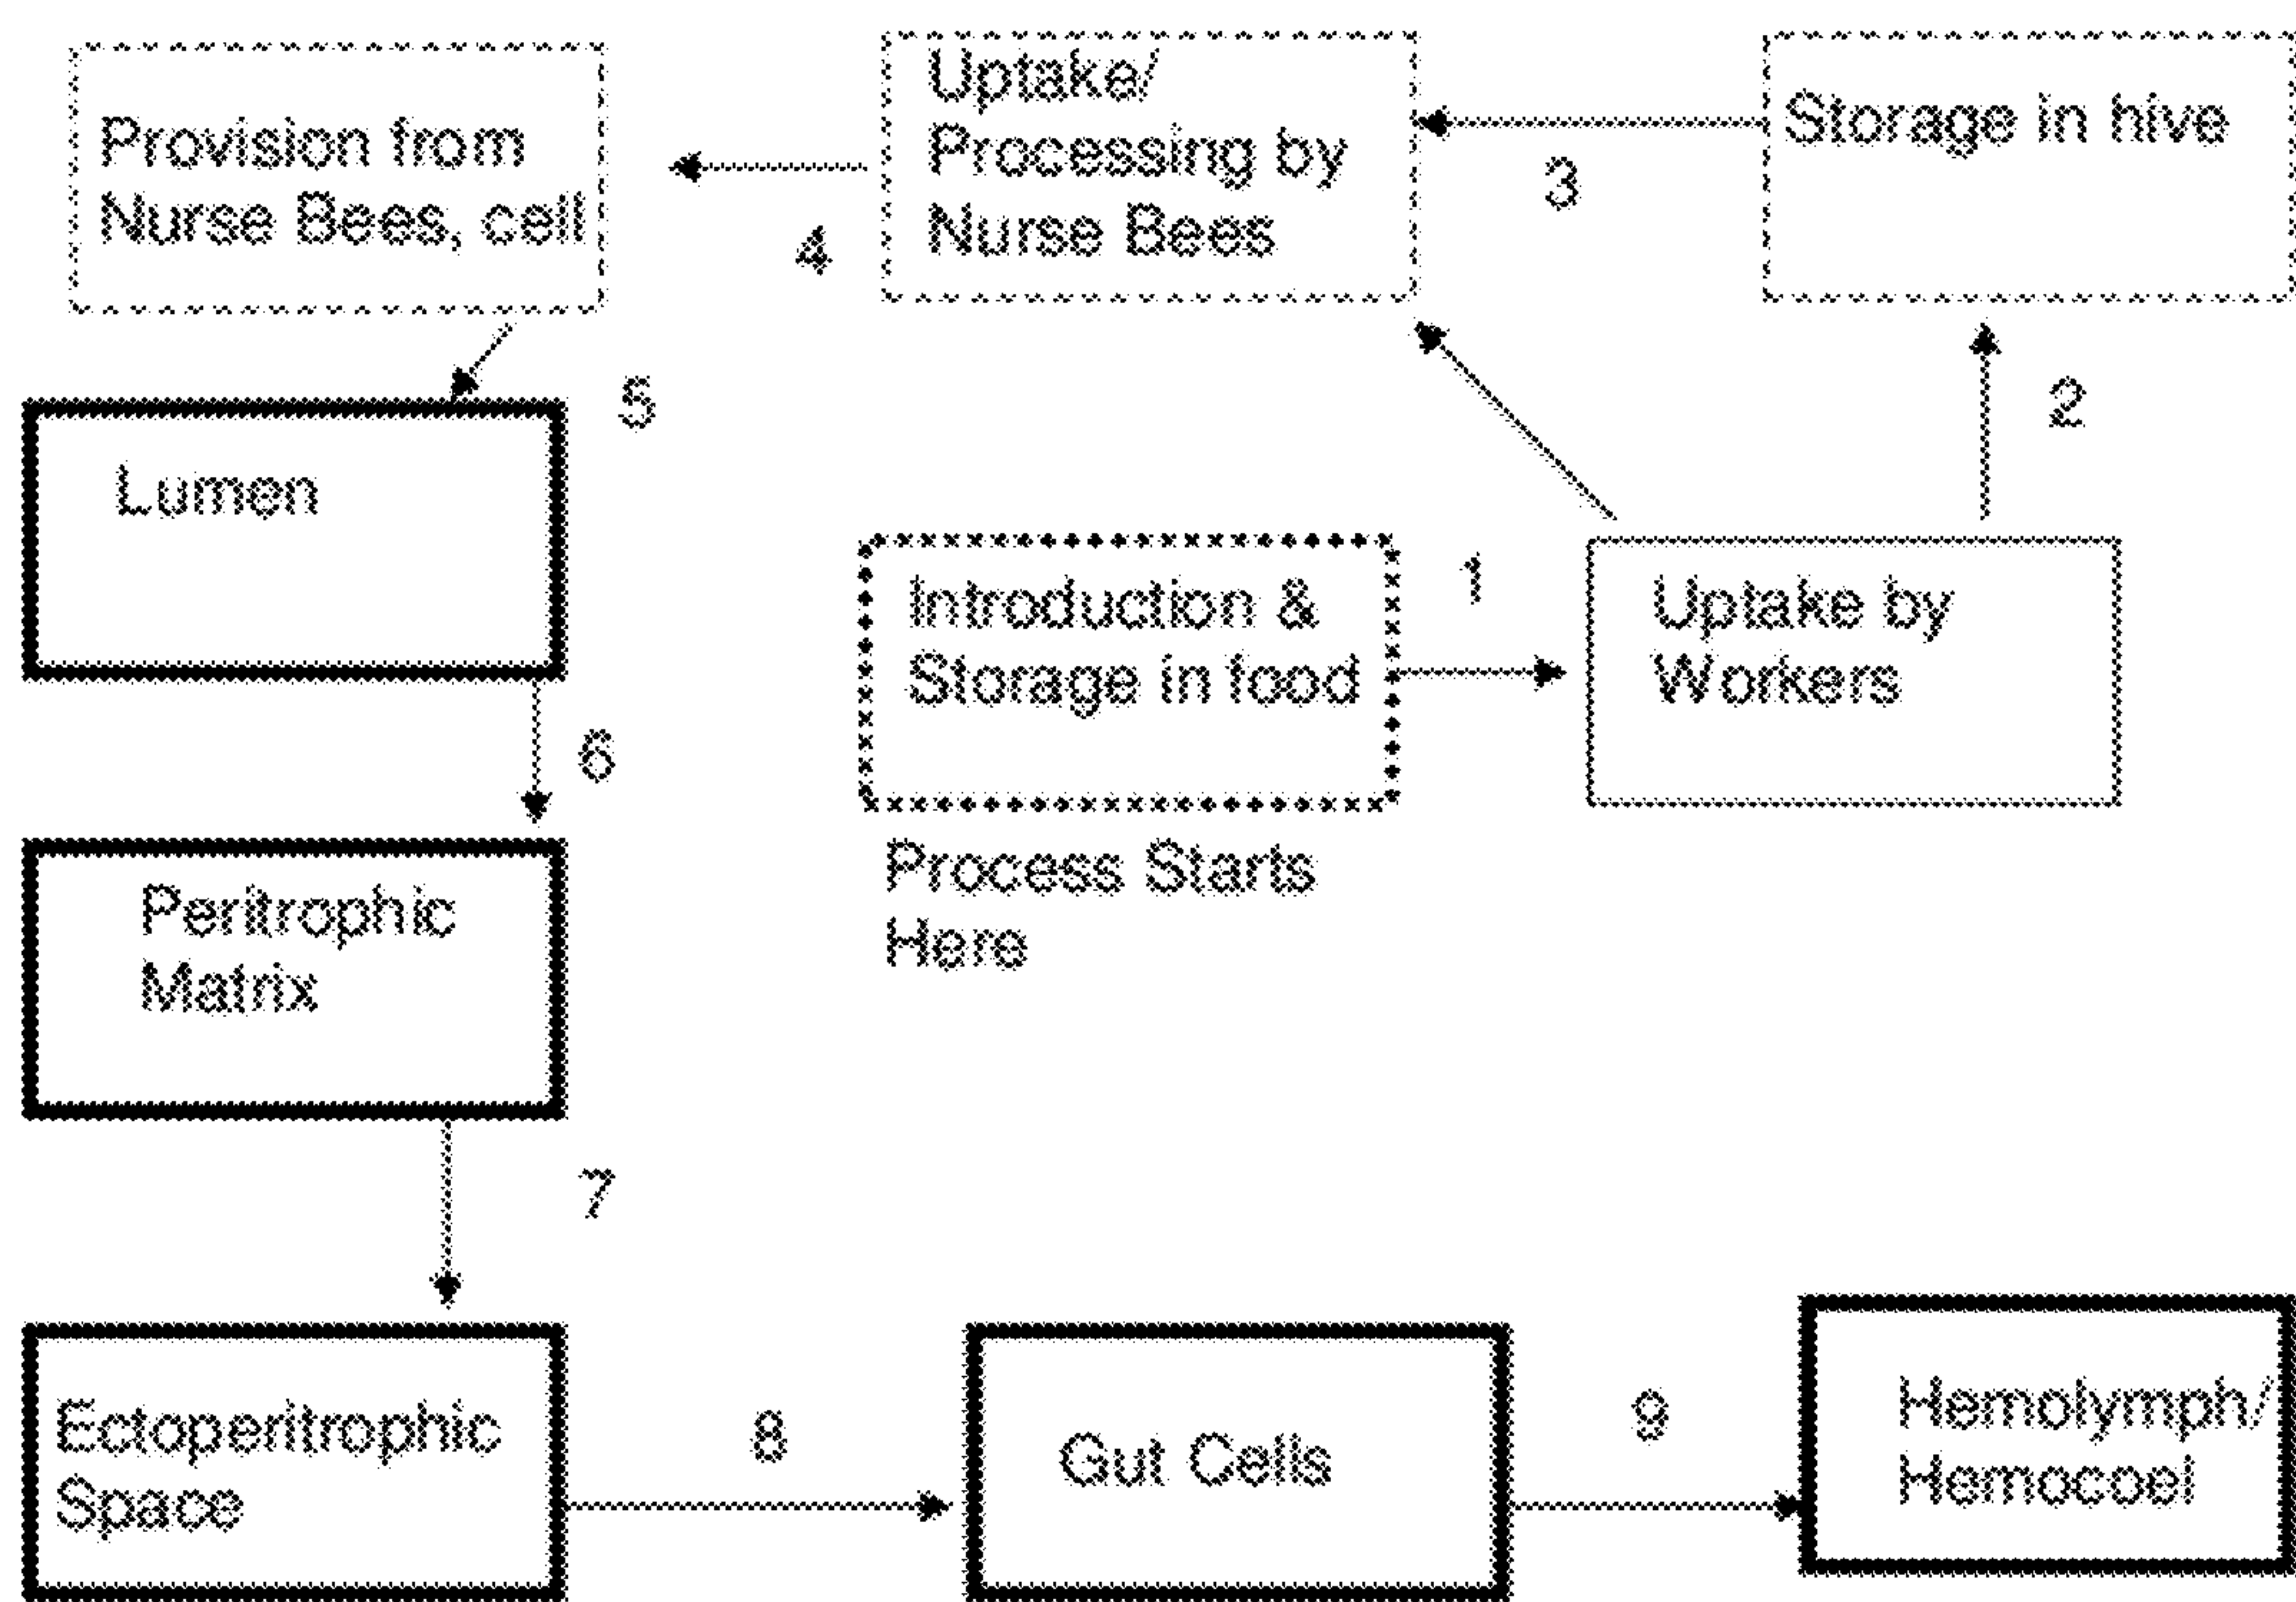 Provision from
Nurse Bees, cell
4
Uptake/
Processing by
Nurse Bees
3
Storage in hive
5
2
Lumen
Introduction &
Storage in food
1
Uptake by
Workers
6
Process Starts
Here
Peritrophic
Matrix
7
Ectoperitrophic
Space
8
Gut Cells
9
Hemolymph/
Hemocoel